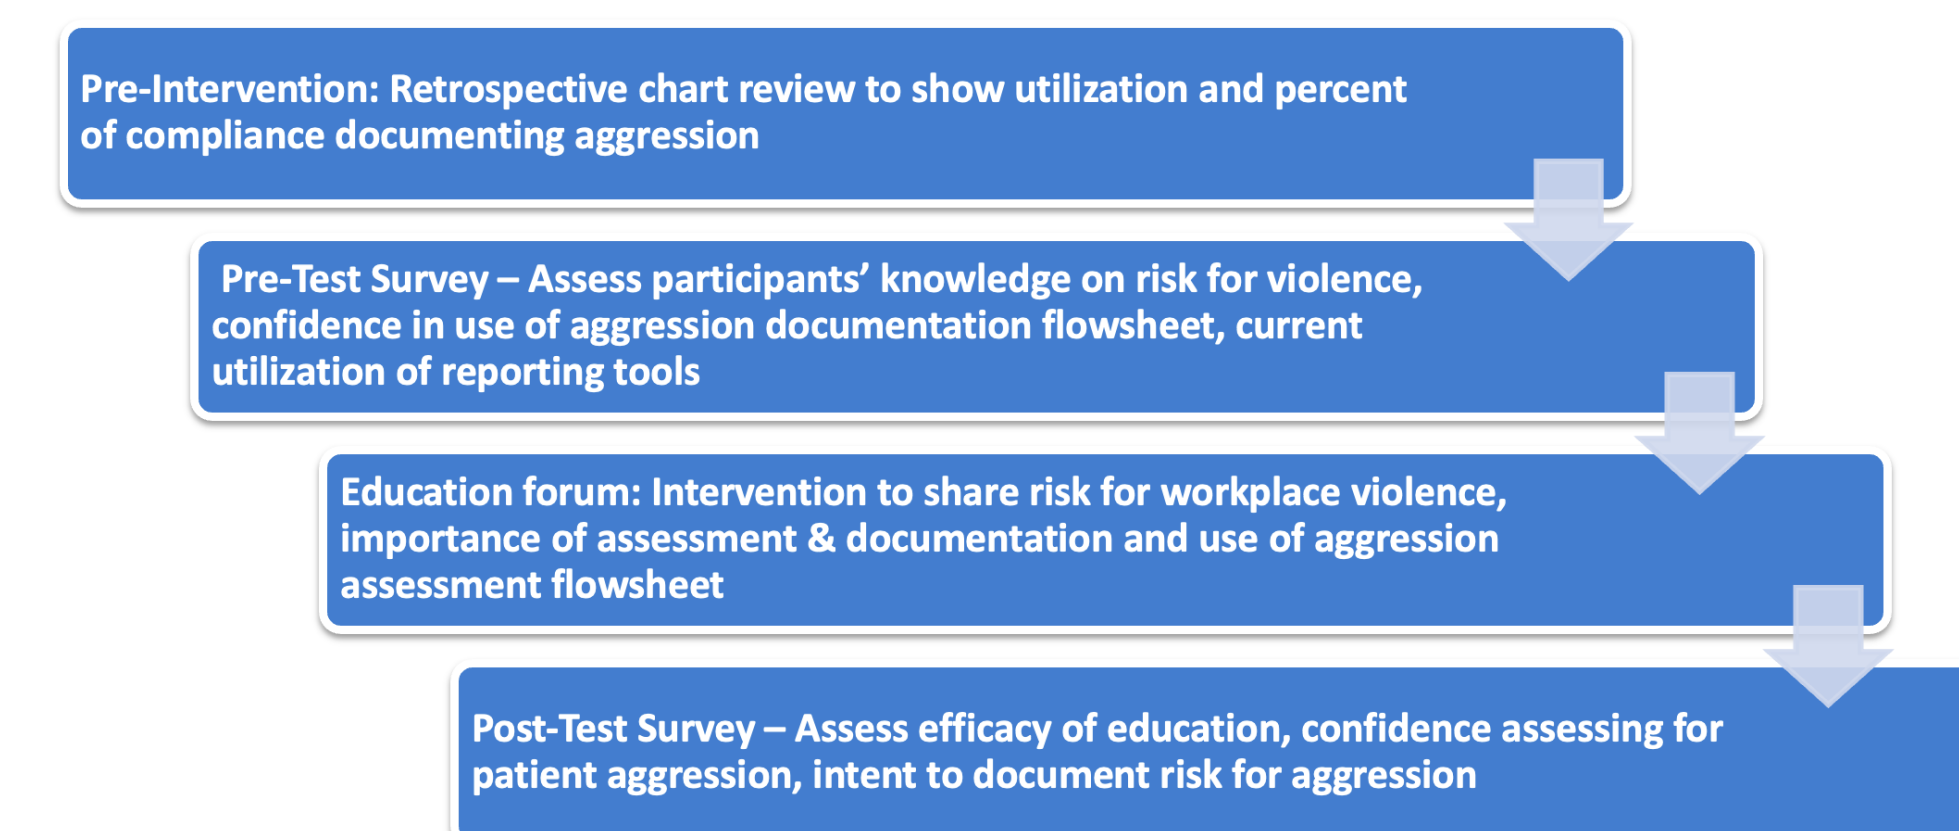 Pre-Intervention: Retrospective chart review to show utilization and percent
of compliance documenting aggression
Pre-Test Survey – Assess participants’ knowledge on risk for violence,
confidence in use of aggression documentation flowsheet, current
utilization of reporting tools
Education forum: Intervention to share risk for workplace violence,
importance of assessment & documentation and use of aggression
assessment flowsheet
Post-Test Survey – Assess efficacy of education, confidence assessing for
patient aggression, intent to document risk for aggression